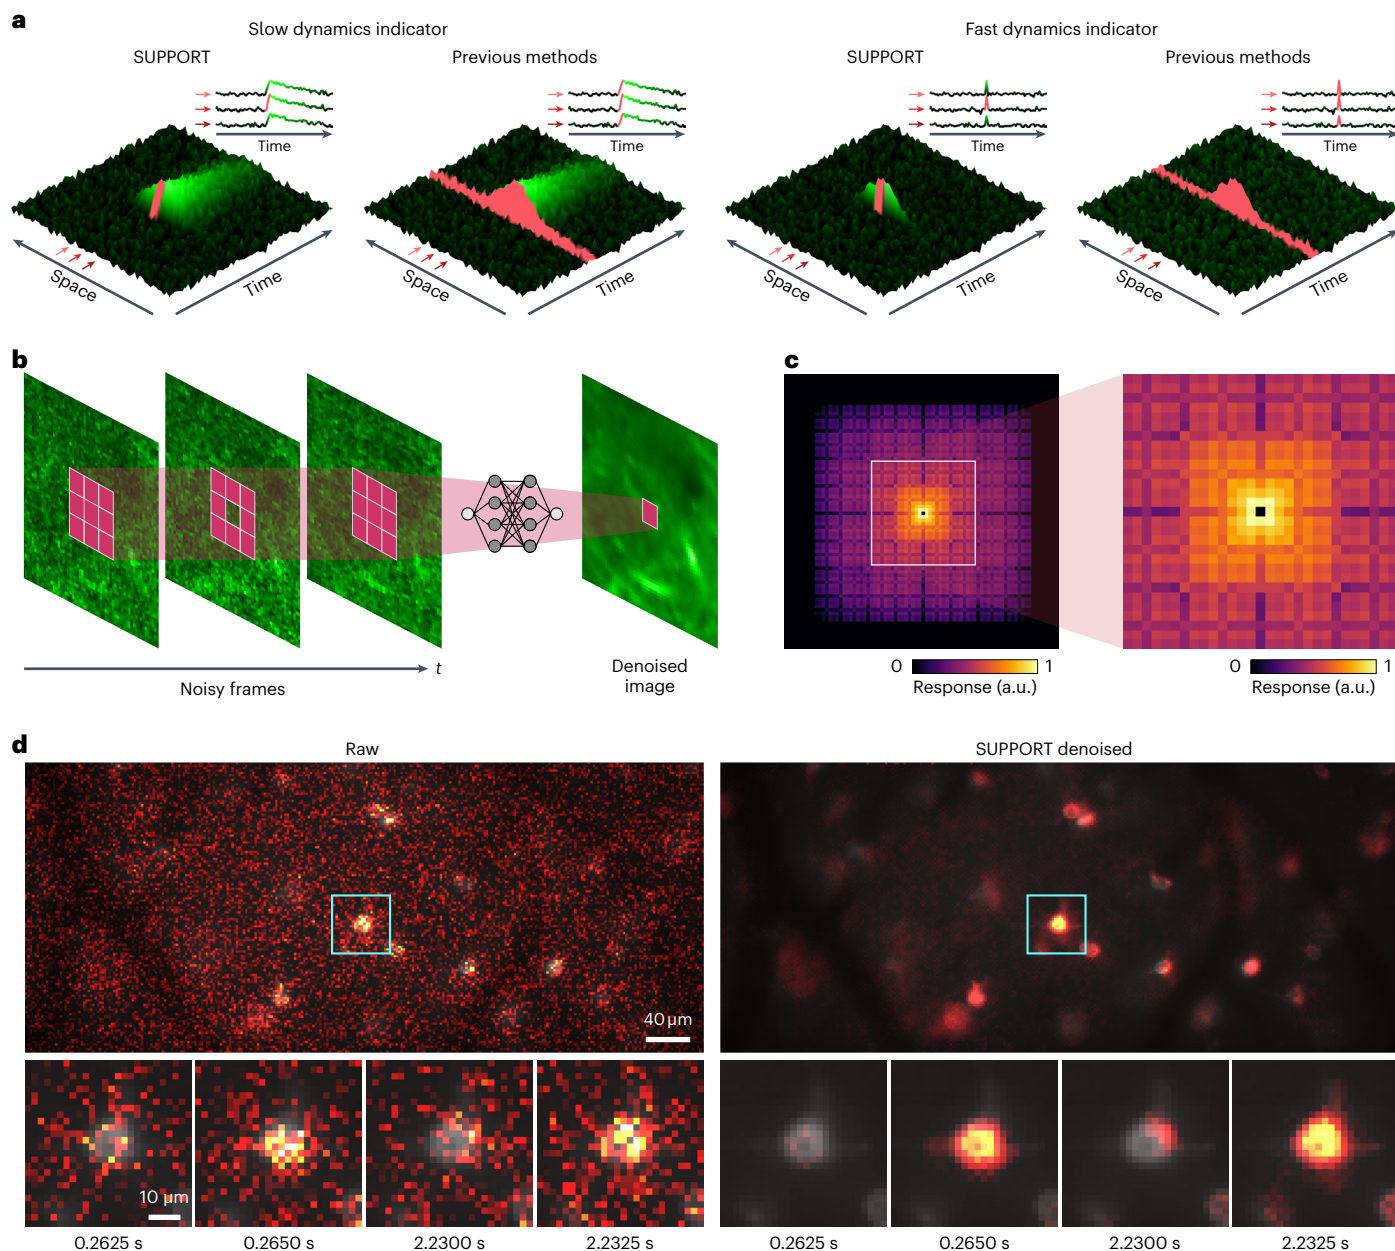 a
Slow dynamics indicator
Fast dynamics indicator
SUPPORT
Previous methods
SUPPORT
Previous methods
Time
Time
Time
Time
Space
Time
Space
Time
Space
Time
Space
Time
b
t
Noisy frames
Denoised
image
c
0
1
Response (a.u.)
0
1
Response (a.u.)
d
Raw
SUPPORT denoised
40 µm
10 µm
0.2625 s
0.2650 s
2.2300 s
2.2325 s
0.2625 s
0.2650 s
2.2300 s
2.2325 s